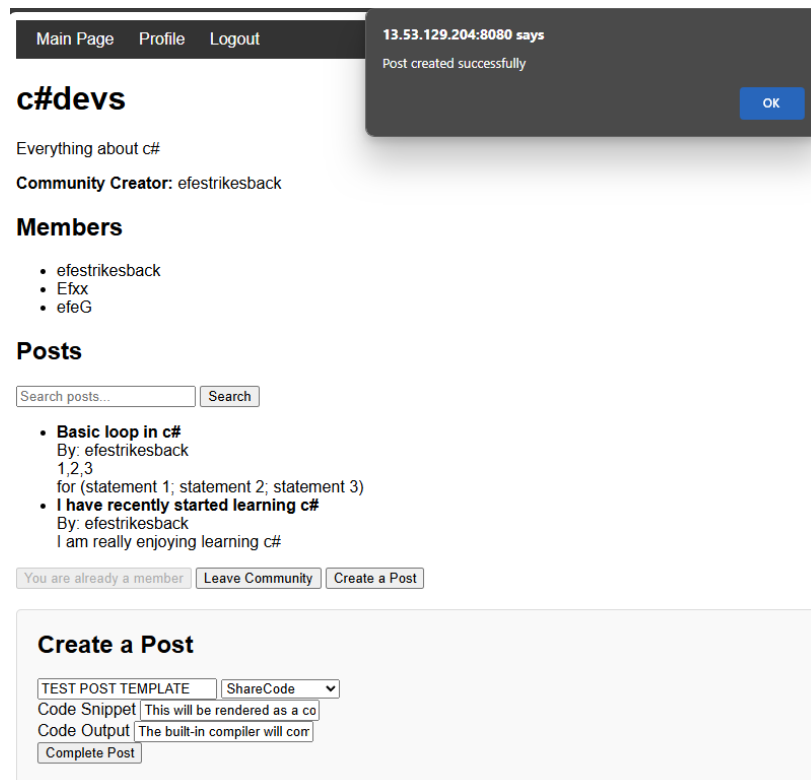 Main Page Profile Logout
13.53.129.204:8080 says
Post created successfully
OK
c#devs
Everything about c#
Community Creator: efestrikesback
Members
efestrikesback
Efxx
efeG
Posts
Search posts... Search
Basic loop in c#
By: efestrikesback
1,2,3
for (statement 1; statement 2; statement 3)
I have recently started learning c#
By: efestrikesback
I am really enjoying learning c#
You are already a member Leave Community Create a Post
Create a Post
TEST POST TEMPLATE ShareCode
Code Snippet This will be rendered as a co
Code Output The built-in compiler will com
Complete Post